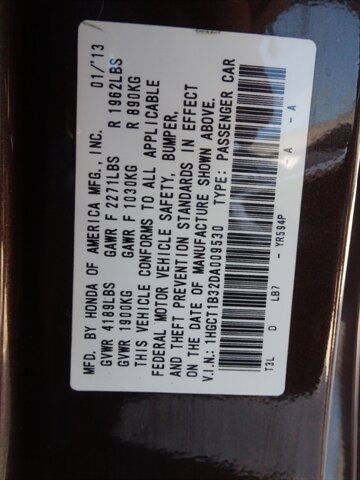 MFD. BY HONDA OF AMERICA MFG., INC. 01/'13
GVWR 4189LBS GAWR F 2271LBS R 1962LBS
GVWR 1900KG GAWR F 1030KG R 890KG
THIS VEHICLE CONFORMS TO ALL APPLICABLE
FEDERAL MOTOR VEHICLE SAFETY, BUMPER,
AND THEFT PREVENTION STANDARDS IN EFFECT
ON THE DATE OF MANUFACTURE SHOWN ABOVE.
V.I.N.: 1HGCT1B32DA009530 TYPE: PASSENGER CAR
T3L D LB7 - YR594P - A - A